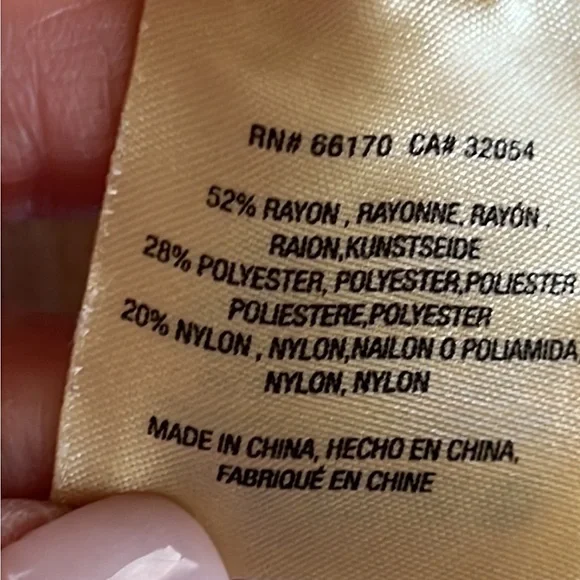 RN# 66170 CA# 32054
52% RAYON , RAYONNE, RAYÓN ,
RAION,KUNSTSEIDE
28% POLYESTER, POLYESTER,POLIESTER
POLIESTERE,POLYESTER
20% NYLON , NYLON,NAILON O POLIAMIDA
NYLON, NYLON
MADE IN CHINA, HECHO EN CHINA,
FABRIQUÉ EN CHINE